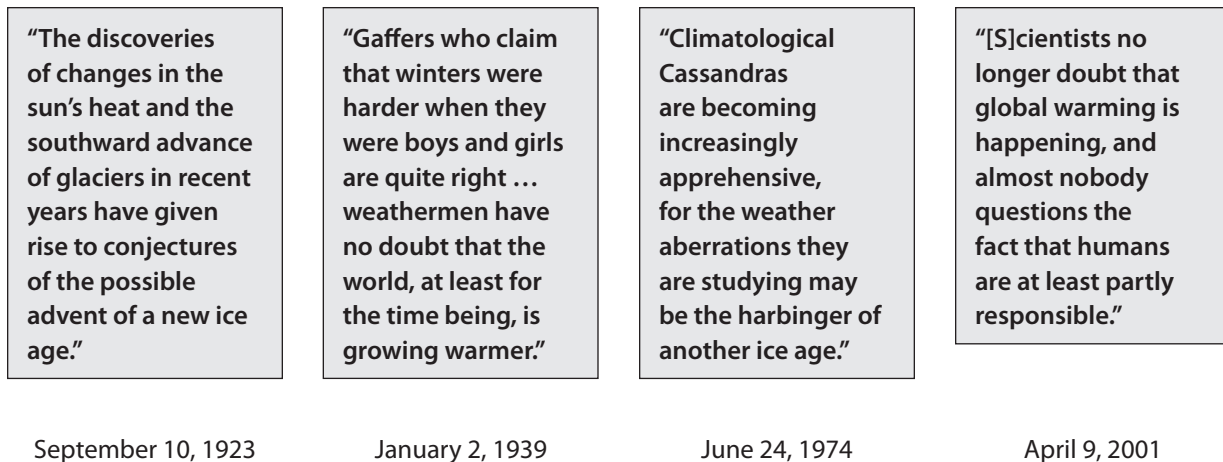 “The discoveries
of changes in the
sun’s heat and the
southward advance
of glaciers in recent
years have given
rise to conjectures
of the possible
advent of a new ice
age.”
September 10, 1923
“Gaffers who claim
that winters were
harder when they
were boys and girls
are quite right …
weathermen have
no doubt that the
world, at least for
the time being, is
growing warmer.”
January 2, 1939
“Climatological
Cassandras
are becoming
increasingly
apprehensive,
for the weather
aberrations they
are studying may
be the harbinger of
another ice age.”
June 24, 1974
“[S]cientists no
longer doubt that
global warming is
happening, and
almost nobody
questions the
fact that humans
are at least partly
responsible.”
April 9, 2001